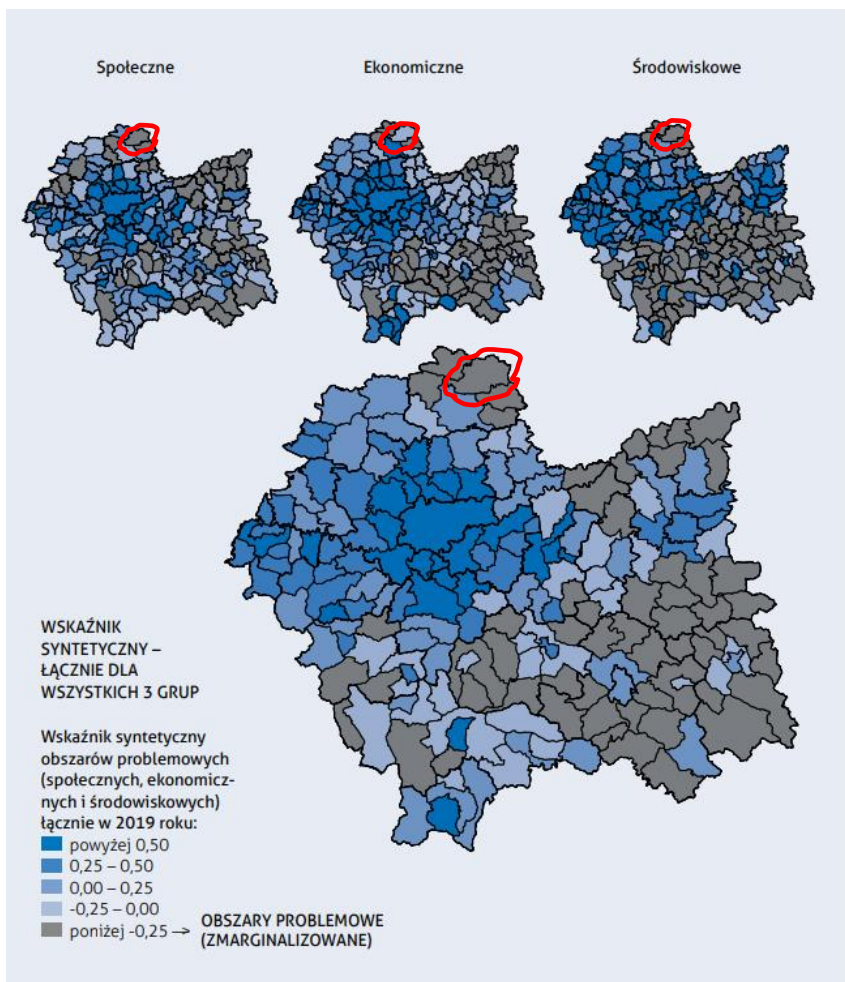 Społeczne
Ekonomiczne
Środowiskowe
WSKAŹNIK
SYNTETYCZNY –
ŁĄCZNIE DLA
WSZYSTKICH 3 GRUP
Wskaźnik syntetyczny
obszarów problemowych
(społecznych, ekonomicz-
nych i środowiskowych)
łącznie w 2019 roku:
powyżej 0,50
0,25 – 0,50
0,00 – 0,25
-0,25 – 0,00
poniżej -0,25 → OBSZARY PROBLEMOWE
(ZMARGINALIZOWANE)